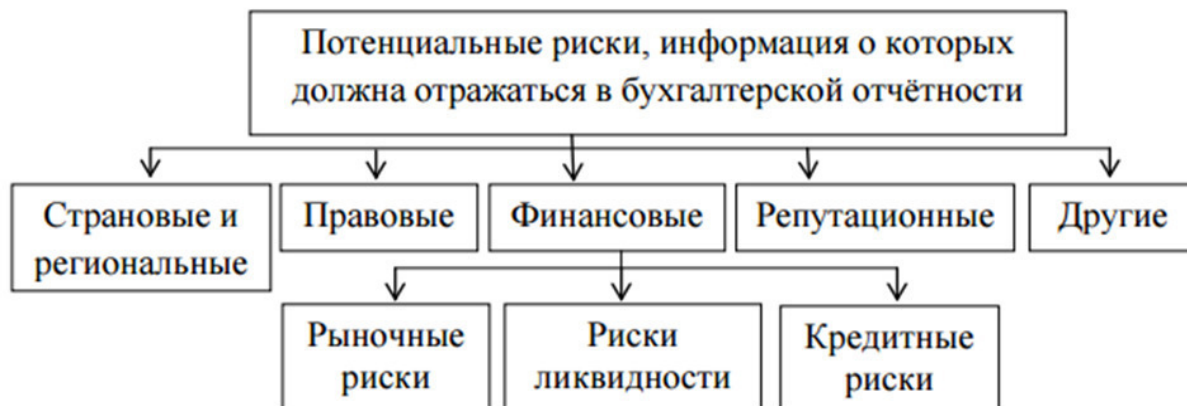 Потенциальные риски, информация о которых
должна отражаться в бухгалтерской отчётности
Страновые и
региональные
Правовые
Финансовые
Репутационные
Другие
Рыночные
риски
Риски
ликвидности
Кредитные
риски